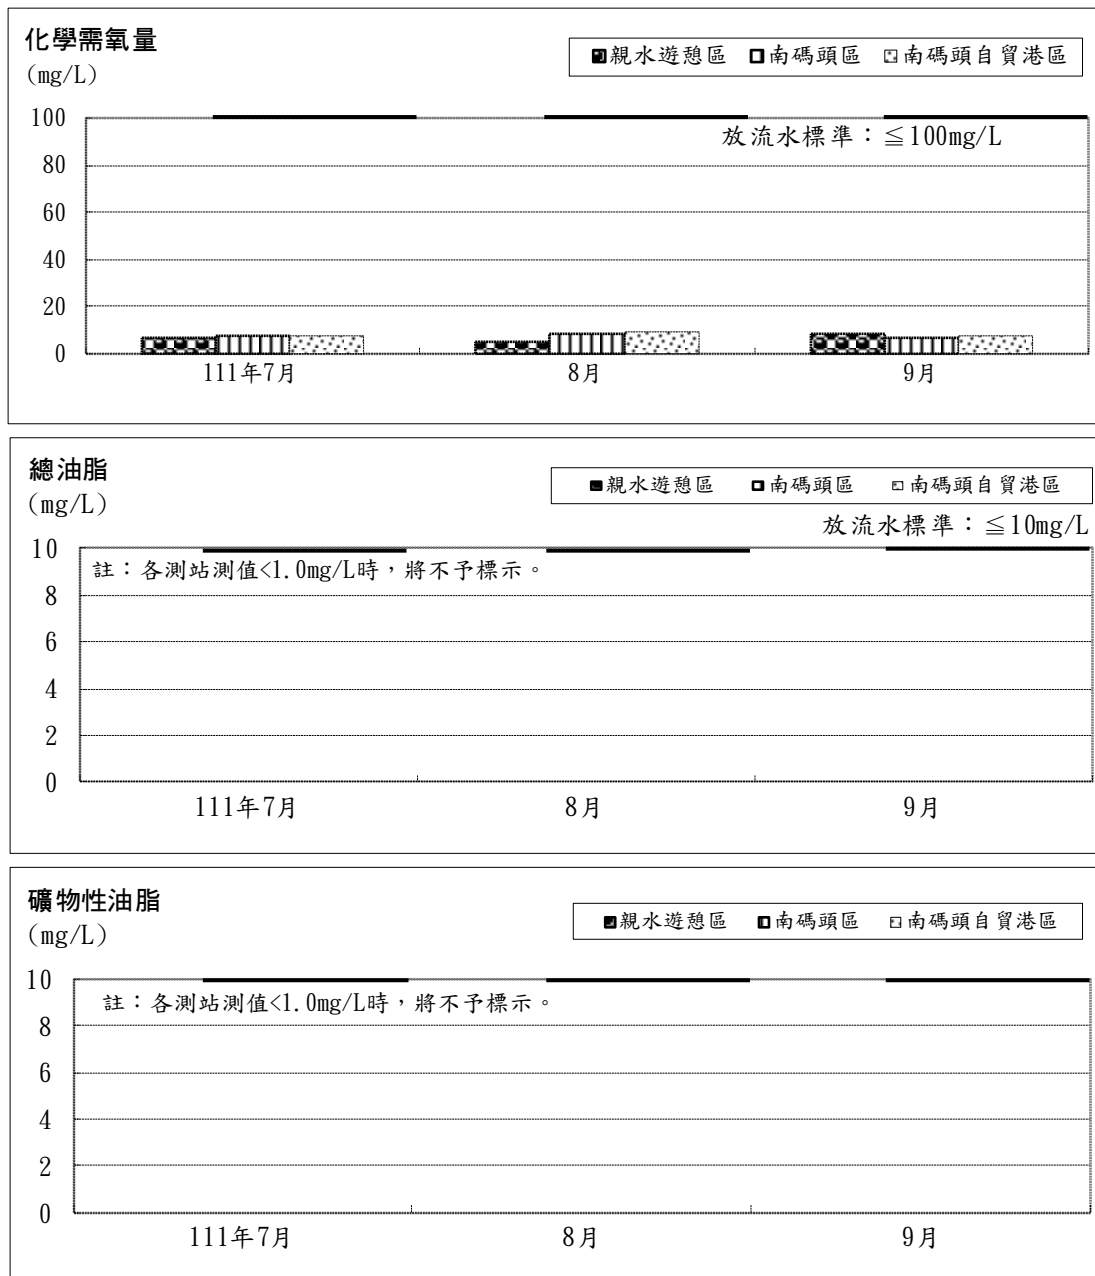 化學需氧量
(mg/L)
親水遊憩區 南碼頭區 南碼頭自貿港區
放流水標準：≦100mg/L
100
80
60
40
20
0
111年7月 8月 9月
總油脂
(mg/L)
親水遊憩區 南碼頭區 南碼頭自貿港區
放流水標準：≦10mg/L
註：各測站測值<1.0mg/L時，將不予標示。
10
8
6
4
2
0
111年7月 8月 9月
礦物性油脂
(mg/L)
親水遊憩區 南碼頭區 南碼頭自貿港區
註：各測站測值<1.0mg/L時，將不予標示。
10
8
6
4
2
0
111年7月 8月 9月